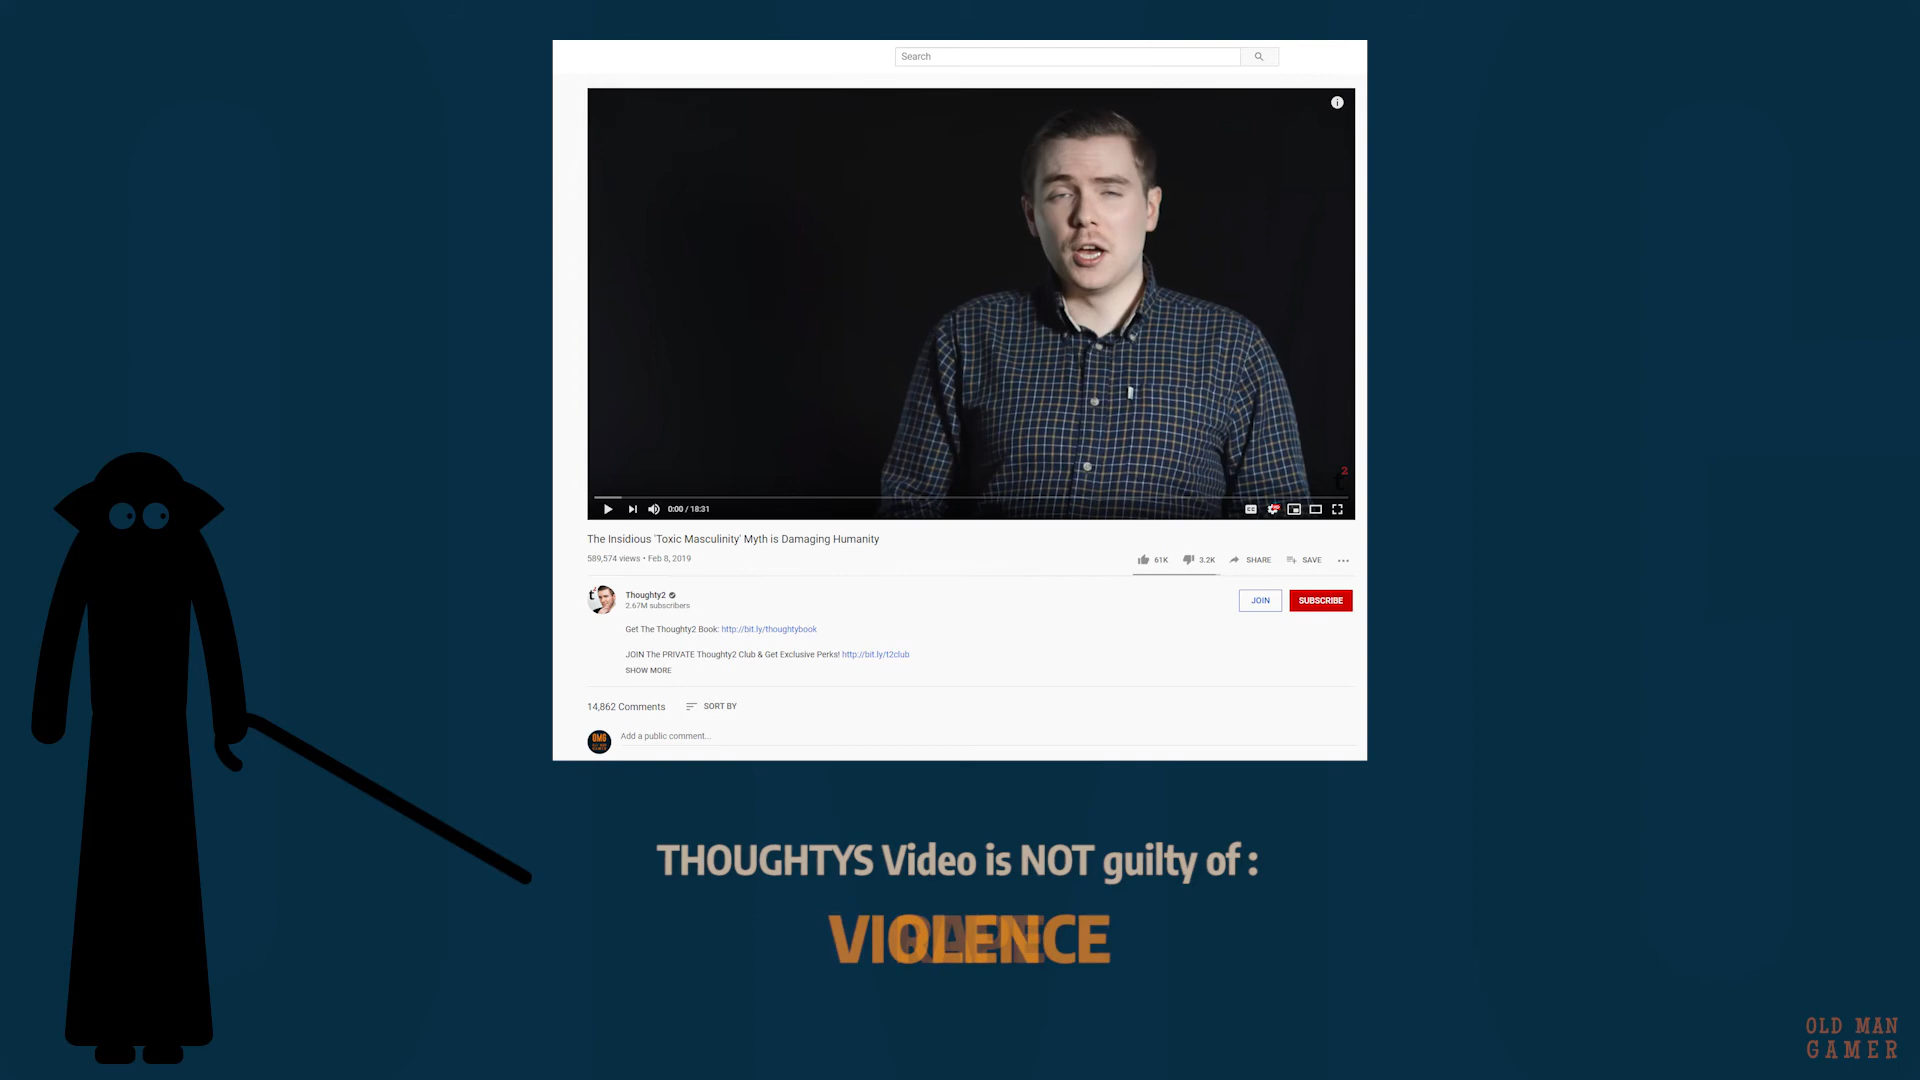 Search
0:00 / 18:31
The Insidious 'Toxic Masculinity' Myth is Damaging Humanity
589,574 views • Feb 8, 2019
61K
3.2K
SHARE
SAVE
Thoughty2
2.67M subscribers
JOIN
SUBSCRIBE
Get The Thoughty2 Book: http://bit.ly/thoughtybook
JOIN The PRIVATE Thoughty2 Club & Get Exclusive Perks! http://bit.ly/t2club
SHOW MORE
14,862 Comments
SORT BY
OMG
Add a public comment...
THOUGHTYS Video is NOT guilty of :
VIOLENCE
OLD MAN
GAMER